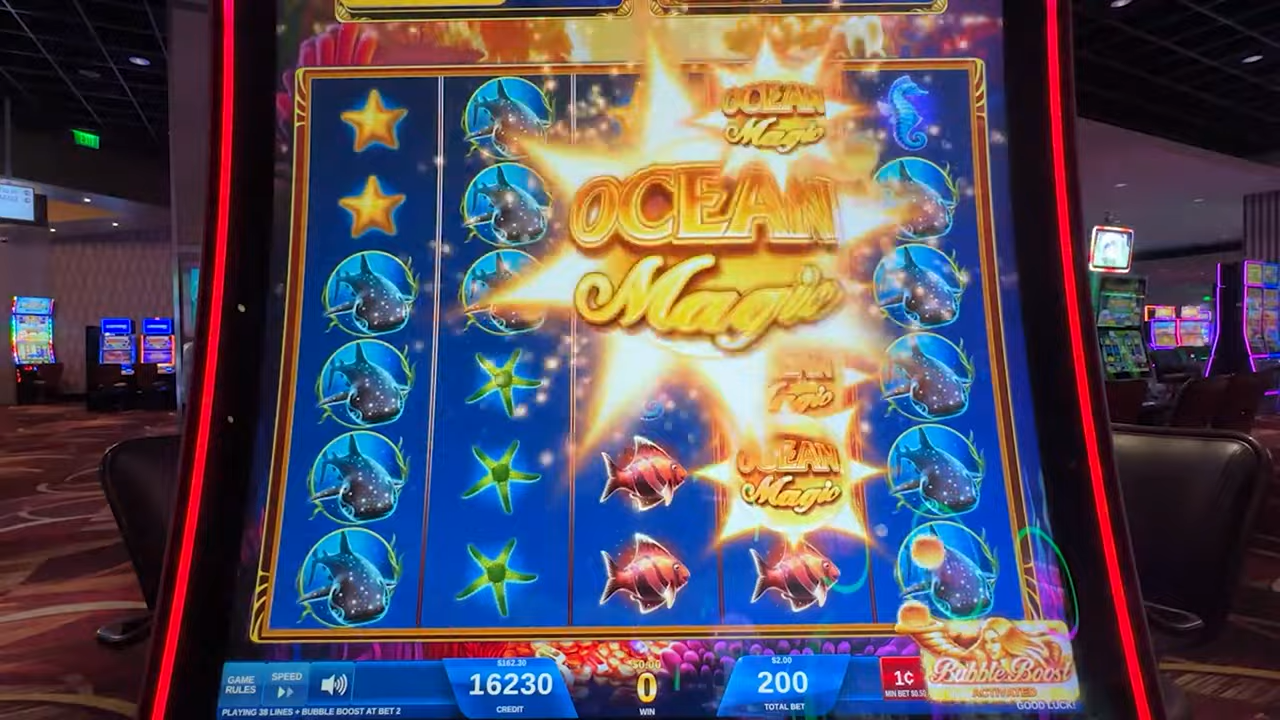 EXIT
OCEAN
Magic
OCEAN
Magic
OCEAN
Magic
GAME
RULES
SPEED
$162.30
16230
CREDIT
$0.00
0
WIN
$2.00
200
TOTAL BET
1¢
MIN BET $0.50
Bubble Boost
ACTIVATED
GOOD LUCK!
PLAYING 38 LINES + BUBBLE BOOST AT BET 2